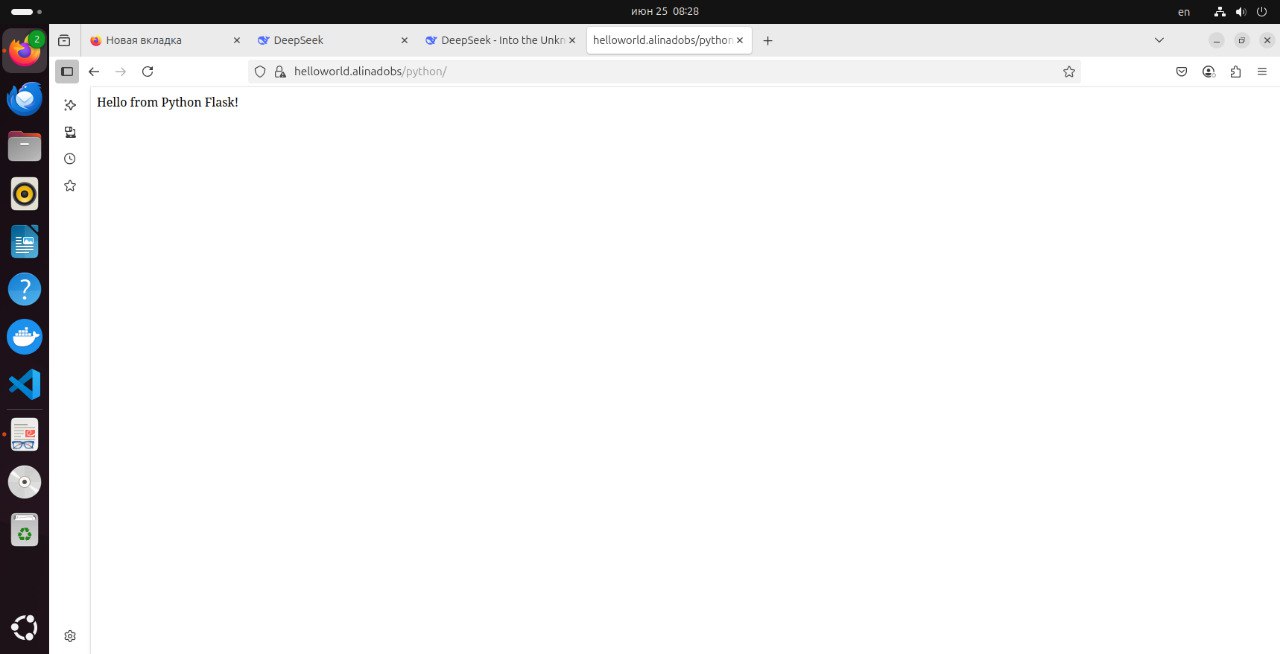 июн 25 08:28
en
2
Новая вкладка
DeepSeek
DeepSeek - Into the Unkn
helloworld.alinadobs/python
helloworld.alinadobs/python/
Hello from Python Flask!